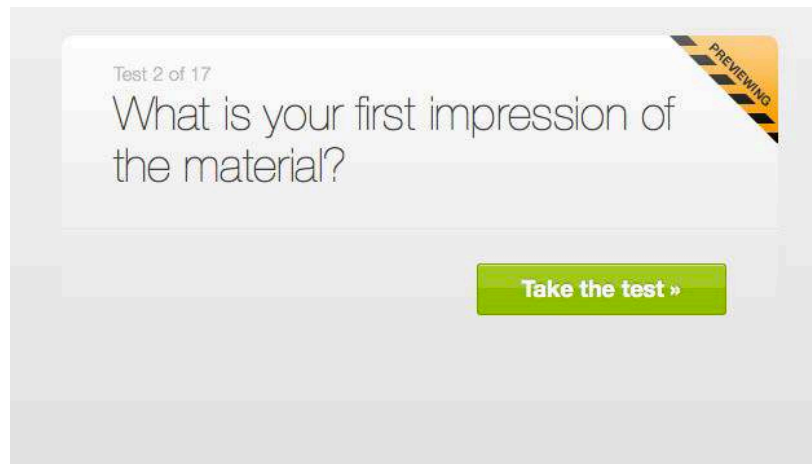 Test 2 of 17
PREVIEWING
What is your first impression of
the material?
Take the test »